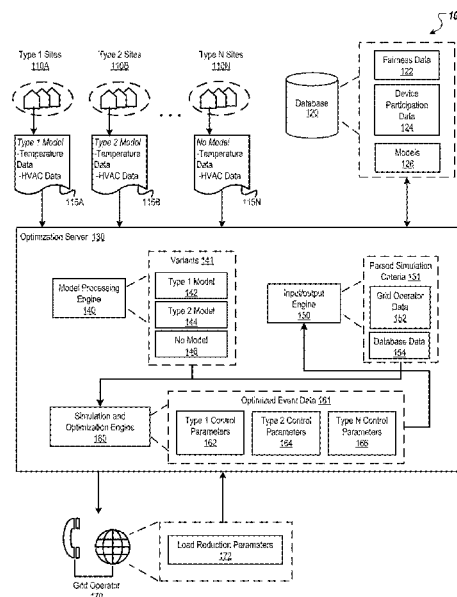 10
Type 1 Sites
110A
Type 2 Sites
110B
Type N Sites
110N
Type 1 Model
-Temperature
Data
-HVAC Data
115A
Type 2 Model
-Temperature
Data
-HVAC Data
115B
No Model
-Temperature
Data
-HVAC Data
115N
Database
120
Fairness Data
122
Device
Participation Data
124
Models
126
Optimization Server 130
Model Processing
Engine
140
Variants 141
Type 1 Model
142
Type 2 Model
144
No Model
Input/output
Engine
150
Parsed Simulation
Criteria 151
Grid Operator
Data
152
Database Data
154
Simulation and
Optimization Engine
160
Optimized Event Data 161
Type 1 Control
Parameters
162
Type 2 Control
Parameters
164
Type N Control
Parameters
166
Grid Operator
170
Load Reduction Parameters
172